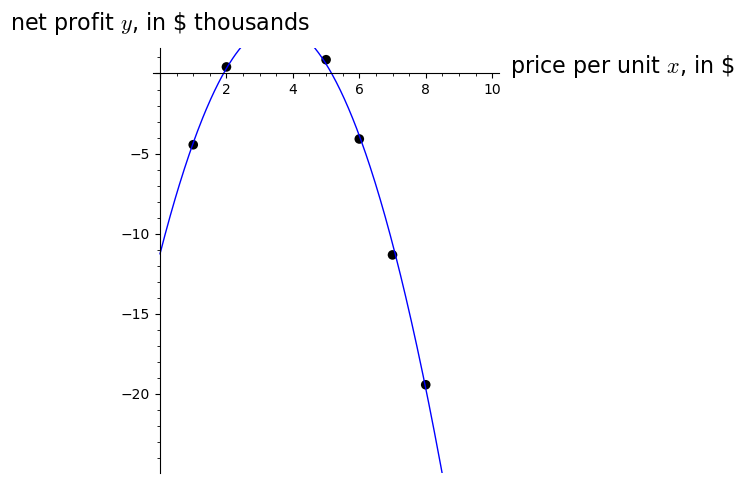 net profit y, in $ thousands
price per unit x, in $
2 4 6 8 10
−5
−10
−15
−20